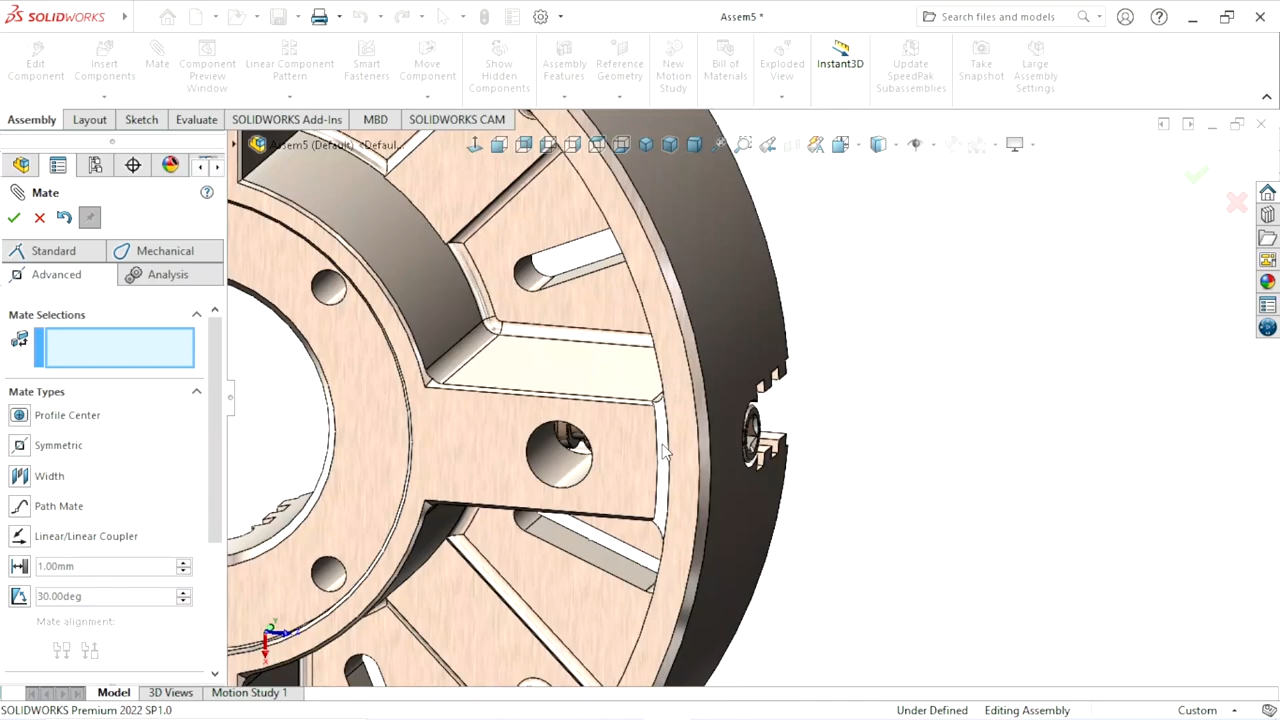 SOLIDWORKS
Assem5 *
Search files and models
Edit Component
Insert Components
Mate
Component Preview Window
Linear Component Pattern
Smart Fasteners
Move Component
Show Hidden Components
Assembly Features
Reference Geometry
New Motion Study
Bill of Materials
Exploded View
Instant3D
Update SpeedPak Subassemblies
Take Snapshot
Large Assembly Settings
Assembly
Layout
Sketch
Evaluate
SOLIDWORKS Add-Ins
MBD
SOLIDWORKS CAM
Assem5 (Default) <Defaul...
Mate
Standard
Mechanical
Advanced
Analysis
Mate Selections
Mate Types
Profile Center
Symmetric
Width
Path Mate
Linear/Linear Coupler
1.00mm
30.00deg
Mate alignment:
Model
3D Views
Motion Study 1
SOLIDWORKS Premium 2022 SP1.0
Under Defined
Editing Assembly
Custom